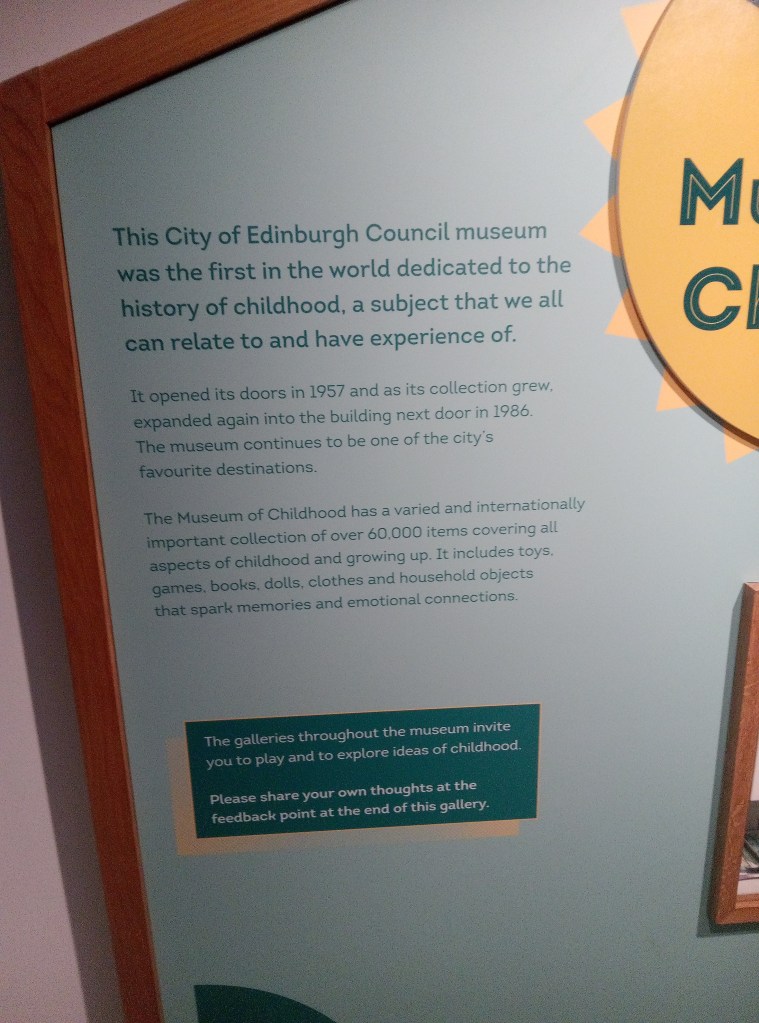 This City of Edinburgh Council museum
was the first in the world dedicated to the
history of childhood, a subject that we all
can relate to and have experience of.
It opened its doors in 1957 and as its collection grew,
expanded again into the building next door in 1986.
The museum continues to be one of the city's
favourite destinations.
The Museum of Childhood has a varied and internationally
important collection of over 60,000 items covering all
aspects of childhood and growing up. It includes toys,
games, books, dolls, clothes and household objects
that spark memories and emotional connections.
The galleries throughout the museum invite
you to play and to explore ideas of childhood.
Please share your own thoughts at the
feedback point at the end of this gallery.